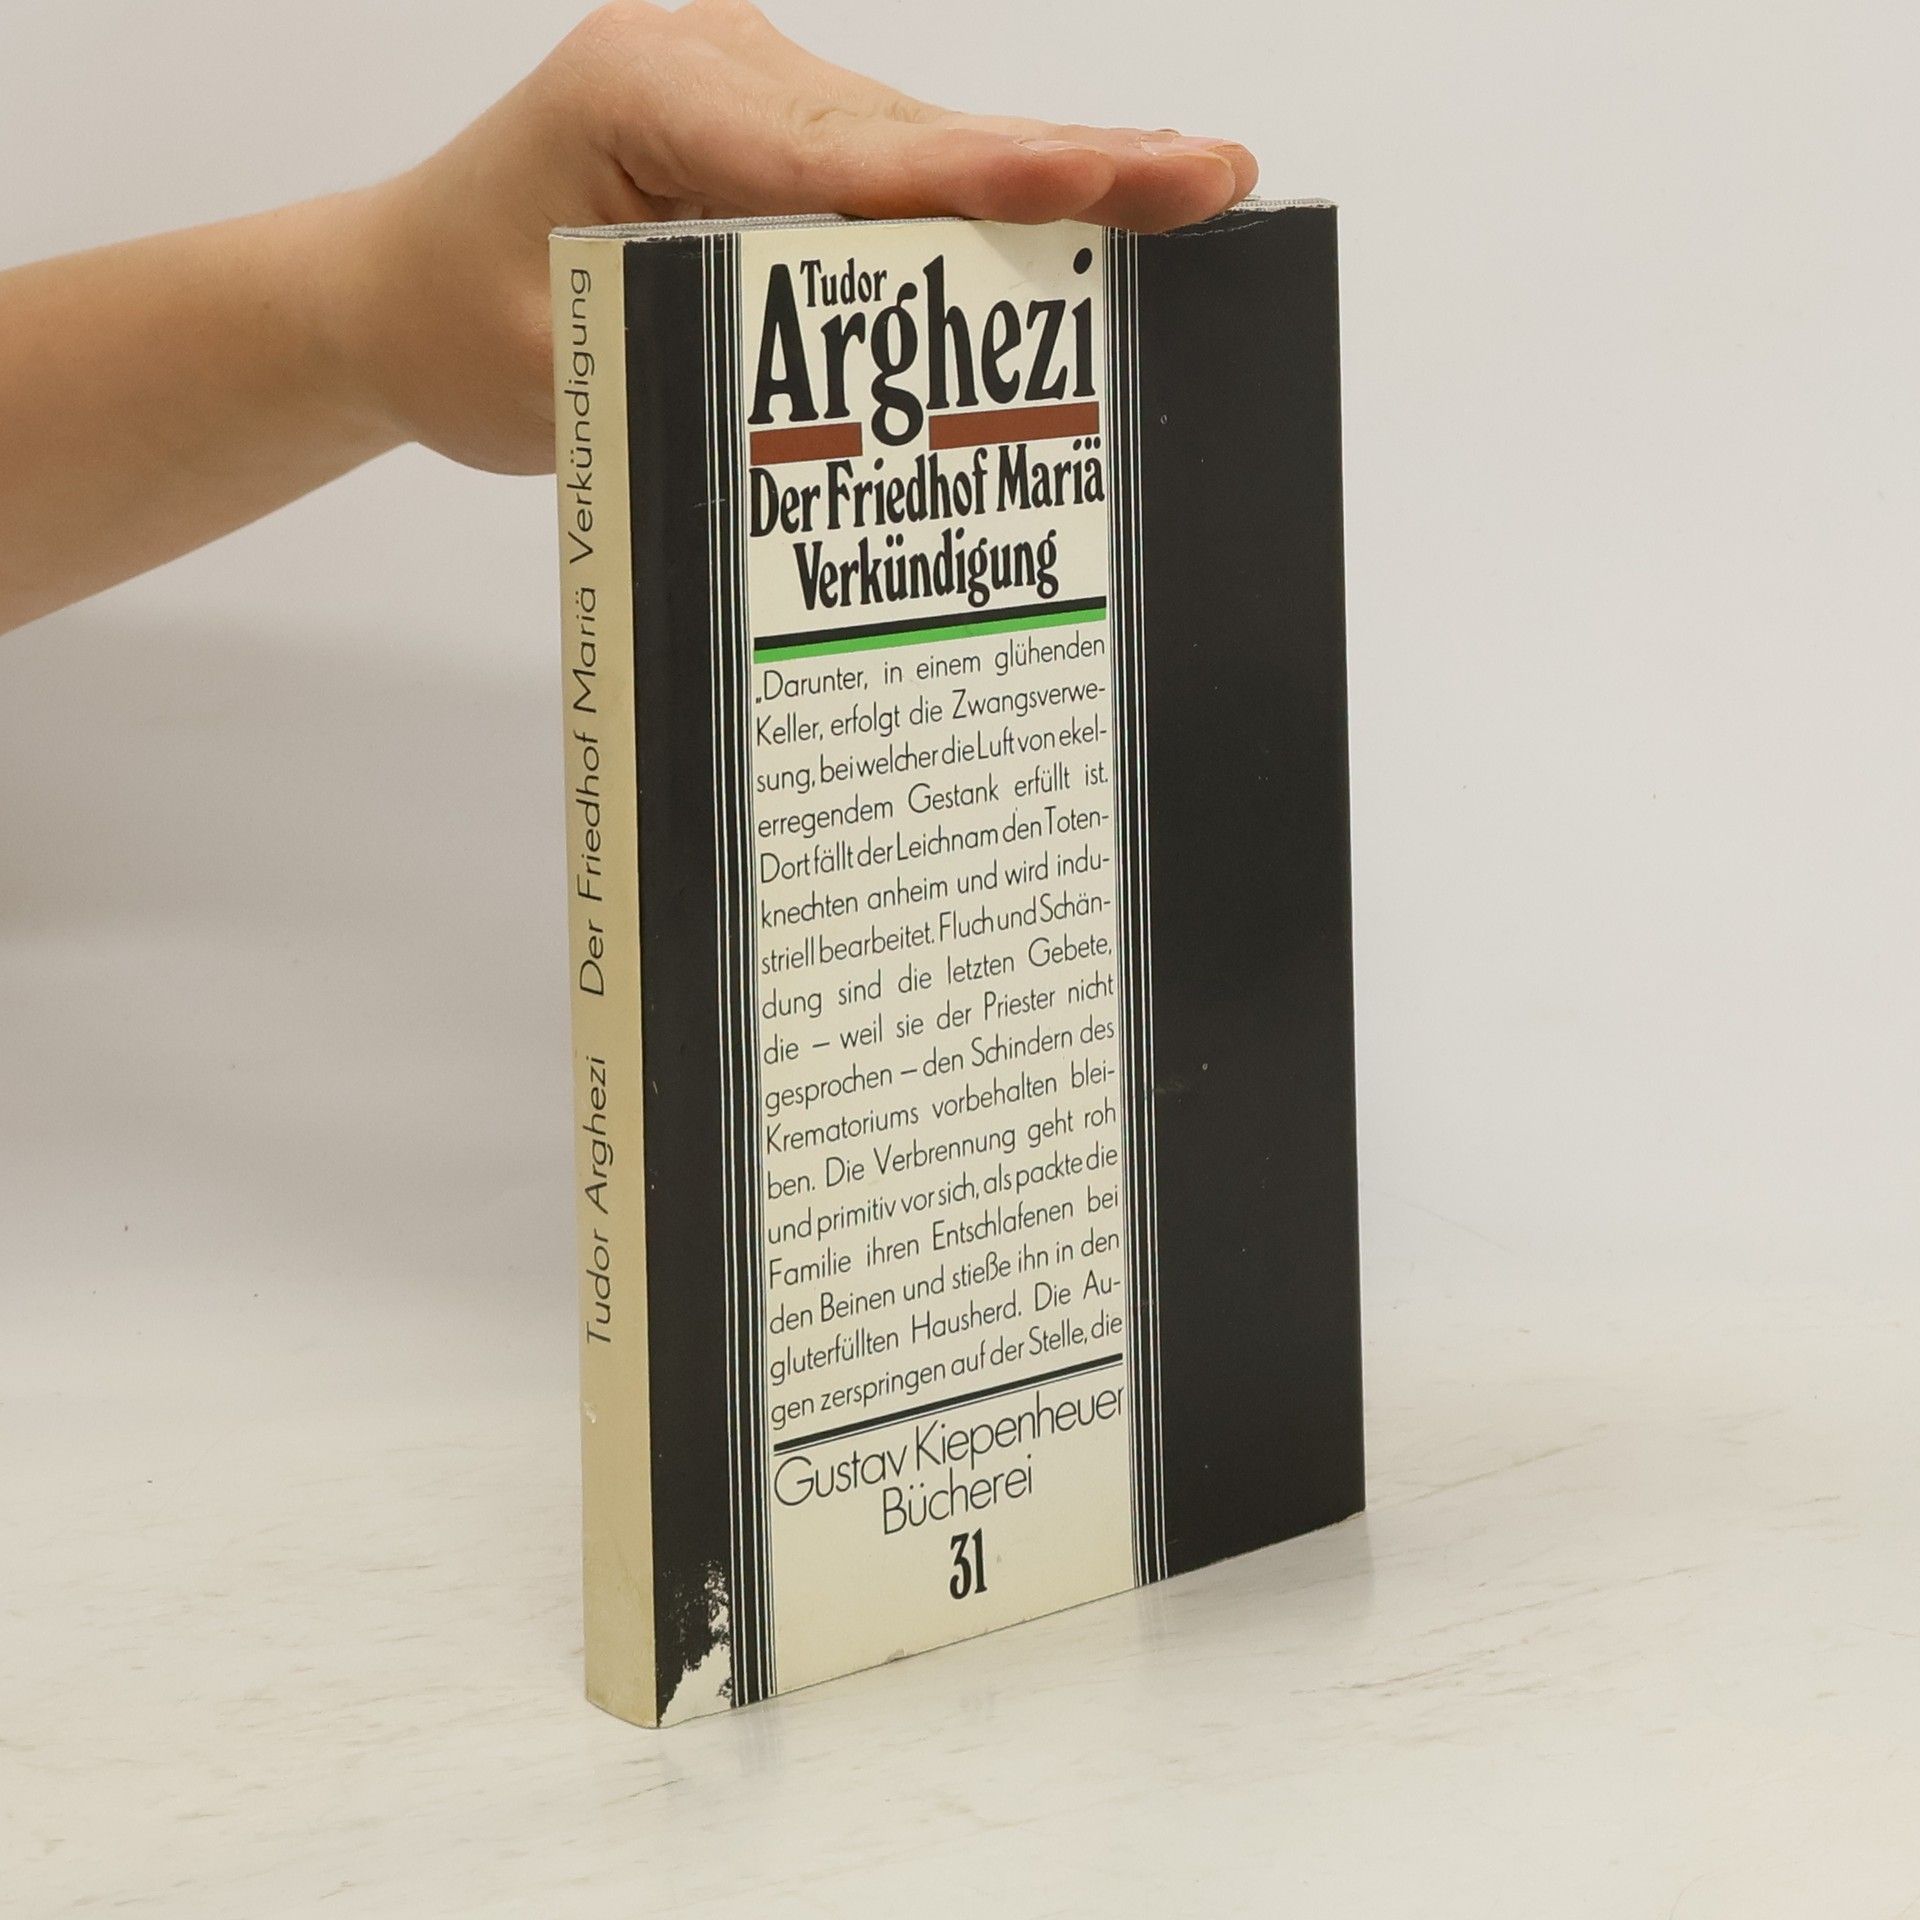 Tudor Arghezi Der Friedhof Mariä Verkündigung
Tudor
Arghezi
Der Friedhof Mariä
Verkündigung
„Darunter, in einem glühenden
Keller, erfolgt die Zwangsverwe-
sung, bei welcher die Luft von ekel-
erregendem Gestank erfüllt ist.
Dort fällt der Leichnam den Toten-
knechten anheim und wird indu-
striell bearbeitet. Fluch und Schän-
dung sind die letzten Gebete,
die – weil sie der Priester nicht
gesprochen – den Schindern des
Krematoriums vorbehalten blei-
ben. Die Verbrennung geht roh
und primitiv vor sich, als packte die
Familie ihren Entschlafenen bei
den Beinen und stieße ihn in den
gluterfüllten Hausherd. Die Au-
gen zerspringen auf der Stelle, die
Gustav Kiepenheuer
Bücherei
31